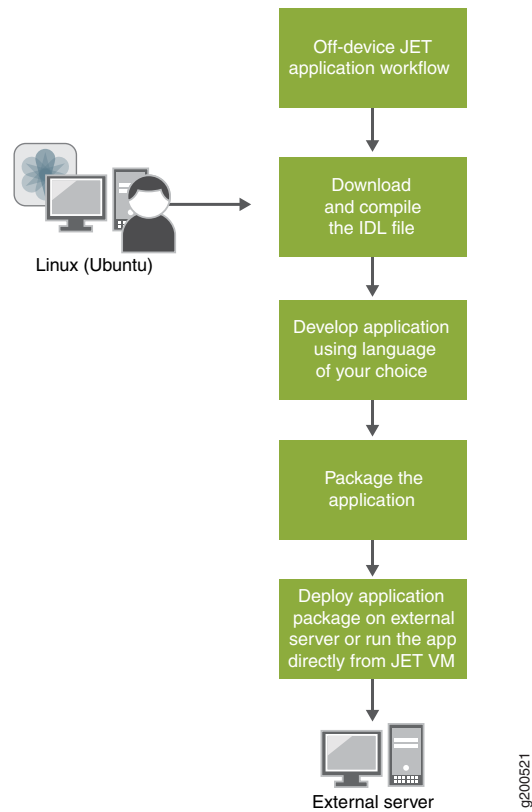 Off-device JET
application workflow
Download
and compile
the IDL file
Linux (Ubuntu)
Develop application
using language
of your choice
Package the
application
Deploy application
package on external
server or run the app
directly from JET VM
External server
g200521